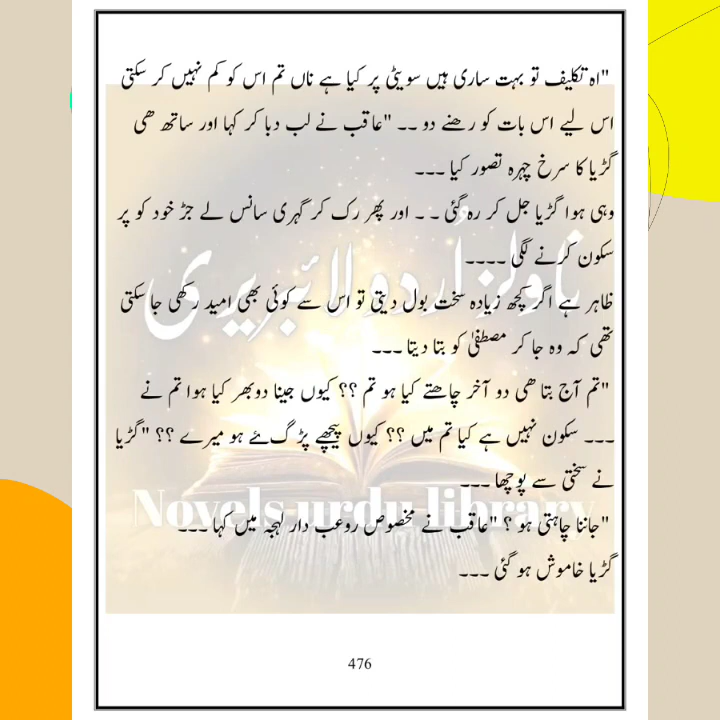 "اہ تکلیف تو بہت ساری ہیں سویٹی پر کیا ہے ناں تم اس کو کم نہیں کر سکتی
اس لیے اس بات کو رھنے دو ۔۔ "عاقب نے لب دبا کر کہا اور ساتھ ھی
گڑیا کا سرخ چہرہ تصور کیا ۔۔۔
وہی ہوا گڑیا جل کر رہ گئی ۔ ۔ اور پھر رک کر گہری سانس لے جڑ خود کو پر
سکون کرنے لگی ۔۔۔۔
ظاہر ہے اگر کچھ زیادہ سخت بول دیتی تو اس سے کوئی بھی امید رکھی جا سکتی
تھی کہ وہ جا کر مصطفیٰ کو بتا دیتا ۔۔۔
"تم آج بتا ھی دو آخر چاھتے کیا ہو تم ؟؟ کیوں جینا دوبھر کیا ہوا تم نے
۔۔۔ سکون نہیں ہے کیا تم میں ؟؟ کیوں پیچھے پڑ گۓ ہو میرے ؟؟ "گڑیا
نے سختی سے پوچھا ۔۔۔
"جاننا چاہتی ہو ؟ "عاقب نے مخصوص روعب دار لہجہ میں کہا ۔۔۔
گڑیا خاموش ہو گئی ۔۔۔
ناولز اُردو لائبریری
Novels urdu library
476